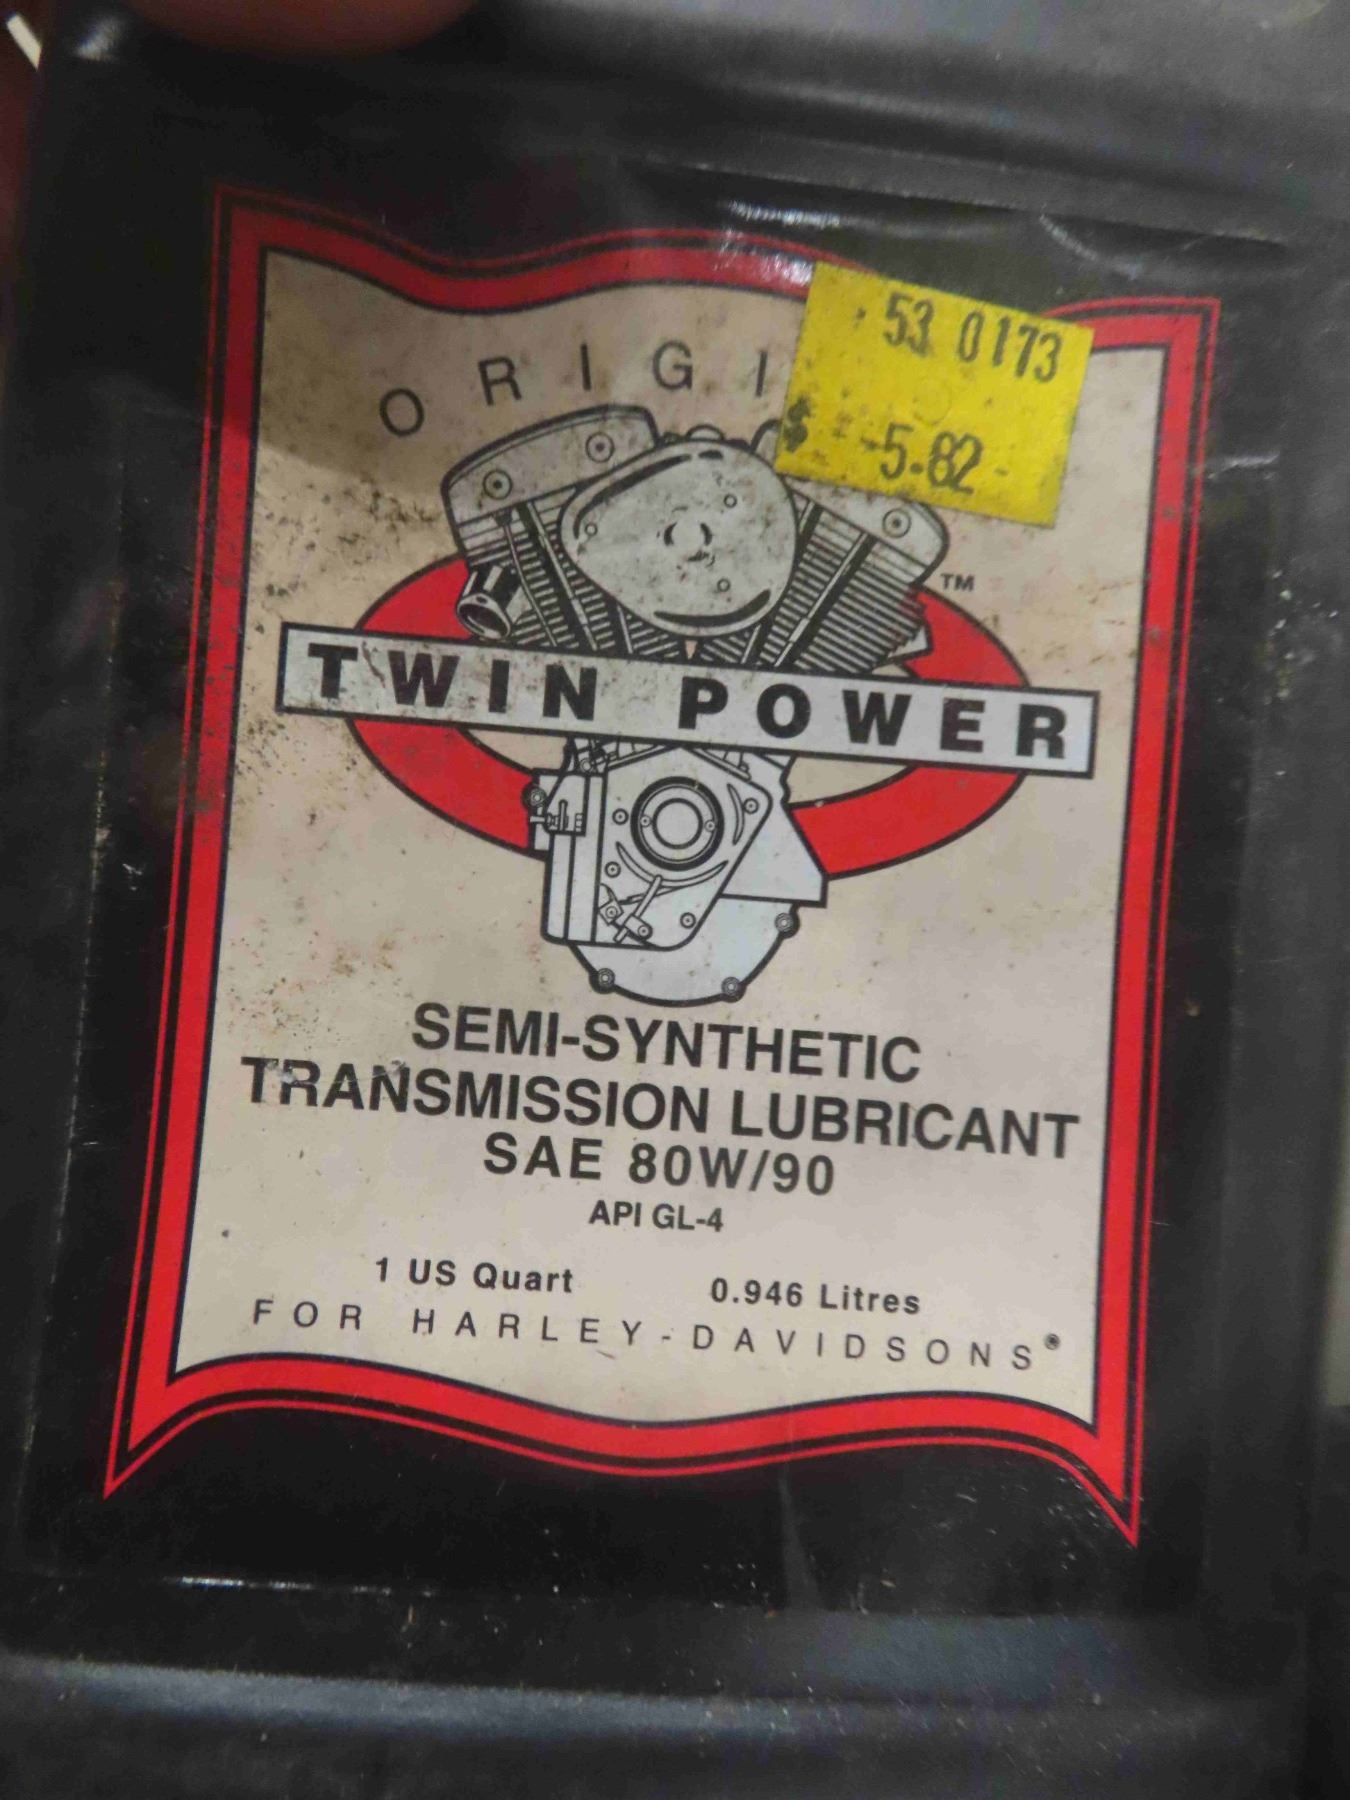 53 0173
$ 5.82
ORIGI
TM
TWIN POWER
SEMI-SYNTHETIC
TRANSMISSION LUBRICANT
SAE 80W/90
API GL-4
1 US Quart 0.946 Litres
FOR HARLEY-DAVIDSONS®